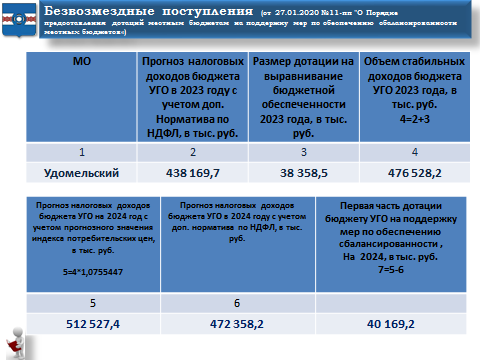 Безвозмездные поступления (от 27.01.2020 №11-пп "О Порядке
предоставления дотаций местным бюджетам на поддержку мер по обеспечению сбалансированности
местных бюджетов»)
МО
Прогноз налоговых
доходов бюджета
УГО в 2023 году с
учетом доп.
Норматива по
НДФЛ, в тыс. руб.
Размер дотации на
выравнивание
бюджетной
обеспеченности
2023 года, в тыс.
руб.
Объем стабильных
доходов бюджета
УГО 2023 года, в
тыс. руб.
4=2+3
1 2 3 4
Удомельский 438 169,7 38 358,5 476 528,2
Прогноз налоговых доходов
бюджета УГО на 2024 год с
учетом прогнозного значения
индекса потребительских цен,
в тыс. руб.
5=4*1,0755447
Прогноз налоговых доходов
бюджета УГО в 2024 году с учетом
доп. норматива по НДФЛ, в тыс.
руб.
Первая часть дотации
бюджету УГО на поддержку
мер по обеспечению
сбалансированности ,
На 2024, в тыс. руб.
7=5-6
5 6
512 527,4 472 358,2 40 169,2